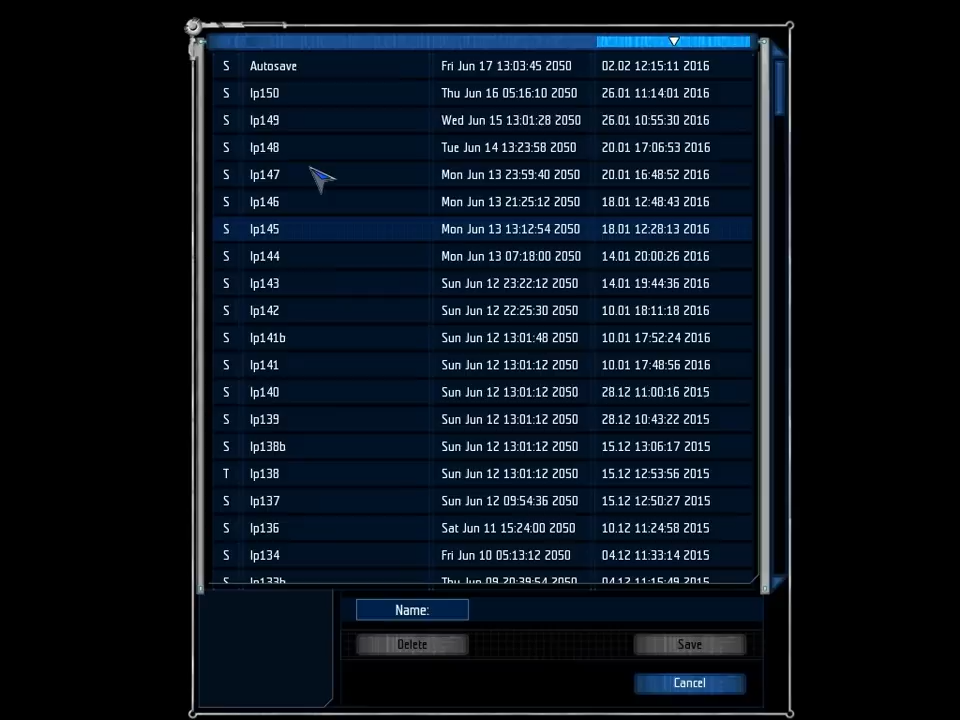 S Autosave Fri Jun 17 13:03:45 2050 02.02 12:15:11 2016
S lp150 Thu Jun 16 05:16:10 2050 26.01 11:14:01 2016
S lp149 Wed Jun 15 13:01:28 2050 26.01 10:55:30 2016
S lp148 Tue Jun 14 13:23:58 2050 20.01 17:06:53 2016
S lp147 Mon Jun 13 23:59:40 2050 20.01 16:48:52 2016
S lp146 Mon Jun 13 21:25:12 2050 18.01 12:48:43 2016
S lp145 Mon Jun 13 13:12:54 2050 18.01 12:28:13 2016
S lp144 Mon Jun 13 07:18:00 2050 14.01 20:00:26 2016
S lp143 Sun Jun 12 23:22:12 2050 14.01 19:44:36 2016
S lp142 Sun Jun 12 22:25:30 2050 10.01 18:11:18 2016
S lp141b Sun Jun 12 13:01:48 2050 10.01 17:52:24 2016
S lp141 Sun Jun 12 13:01:12 2050 10.01 17:48:56 2016
S lp140 Sun Jun 12 13:01:12 2050 28.12 11:00:16 2015
S lp139 Sun Jun 12 13:01:12 2050 28.12 10:43:22 2015
S lp138b Sun Jun 12 13:01:12 2050 15.12 13:06:17 2015
T lp138 Sun Jun 12 13:01:12 2050 15.12 12:53:56 2015
S lp137 Sun Jun 12 09:54:36 2050 15.12 12:50:27 2015
S lp136 Sat Jun 11 15:24:00 2050 10.12 11:24:58 2015
S lp134 Fri Jun 10 05:13:12 2050 04.12 11:33:14 2015
S lp133b Thu Jun 09 20:39:54 2050 04.12 11:15:49 2015
Name:
Delete Save
Cancel